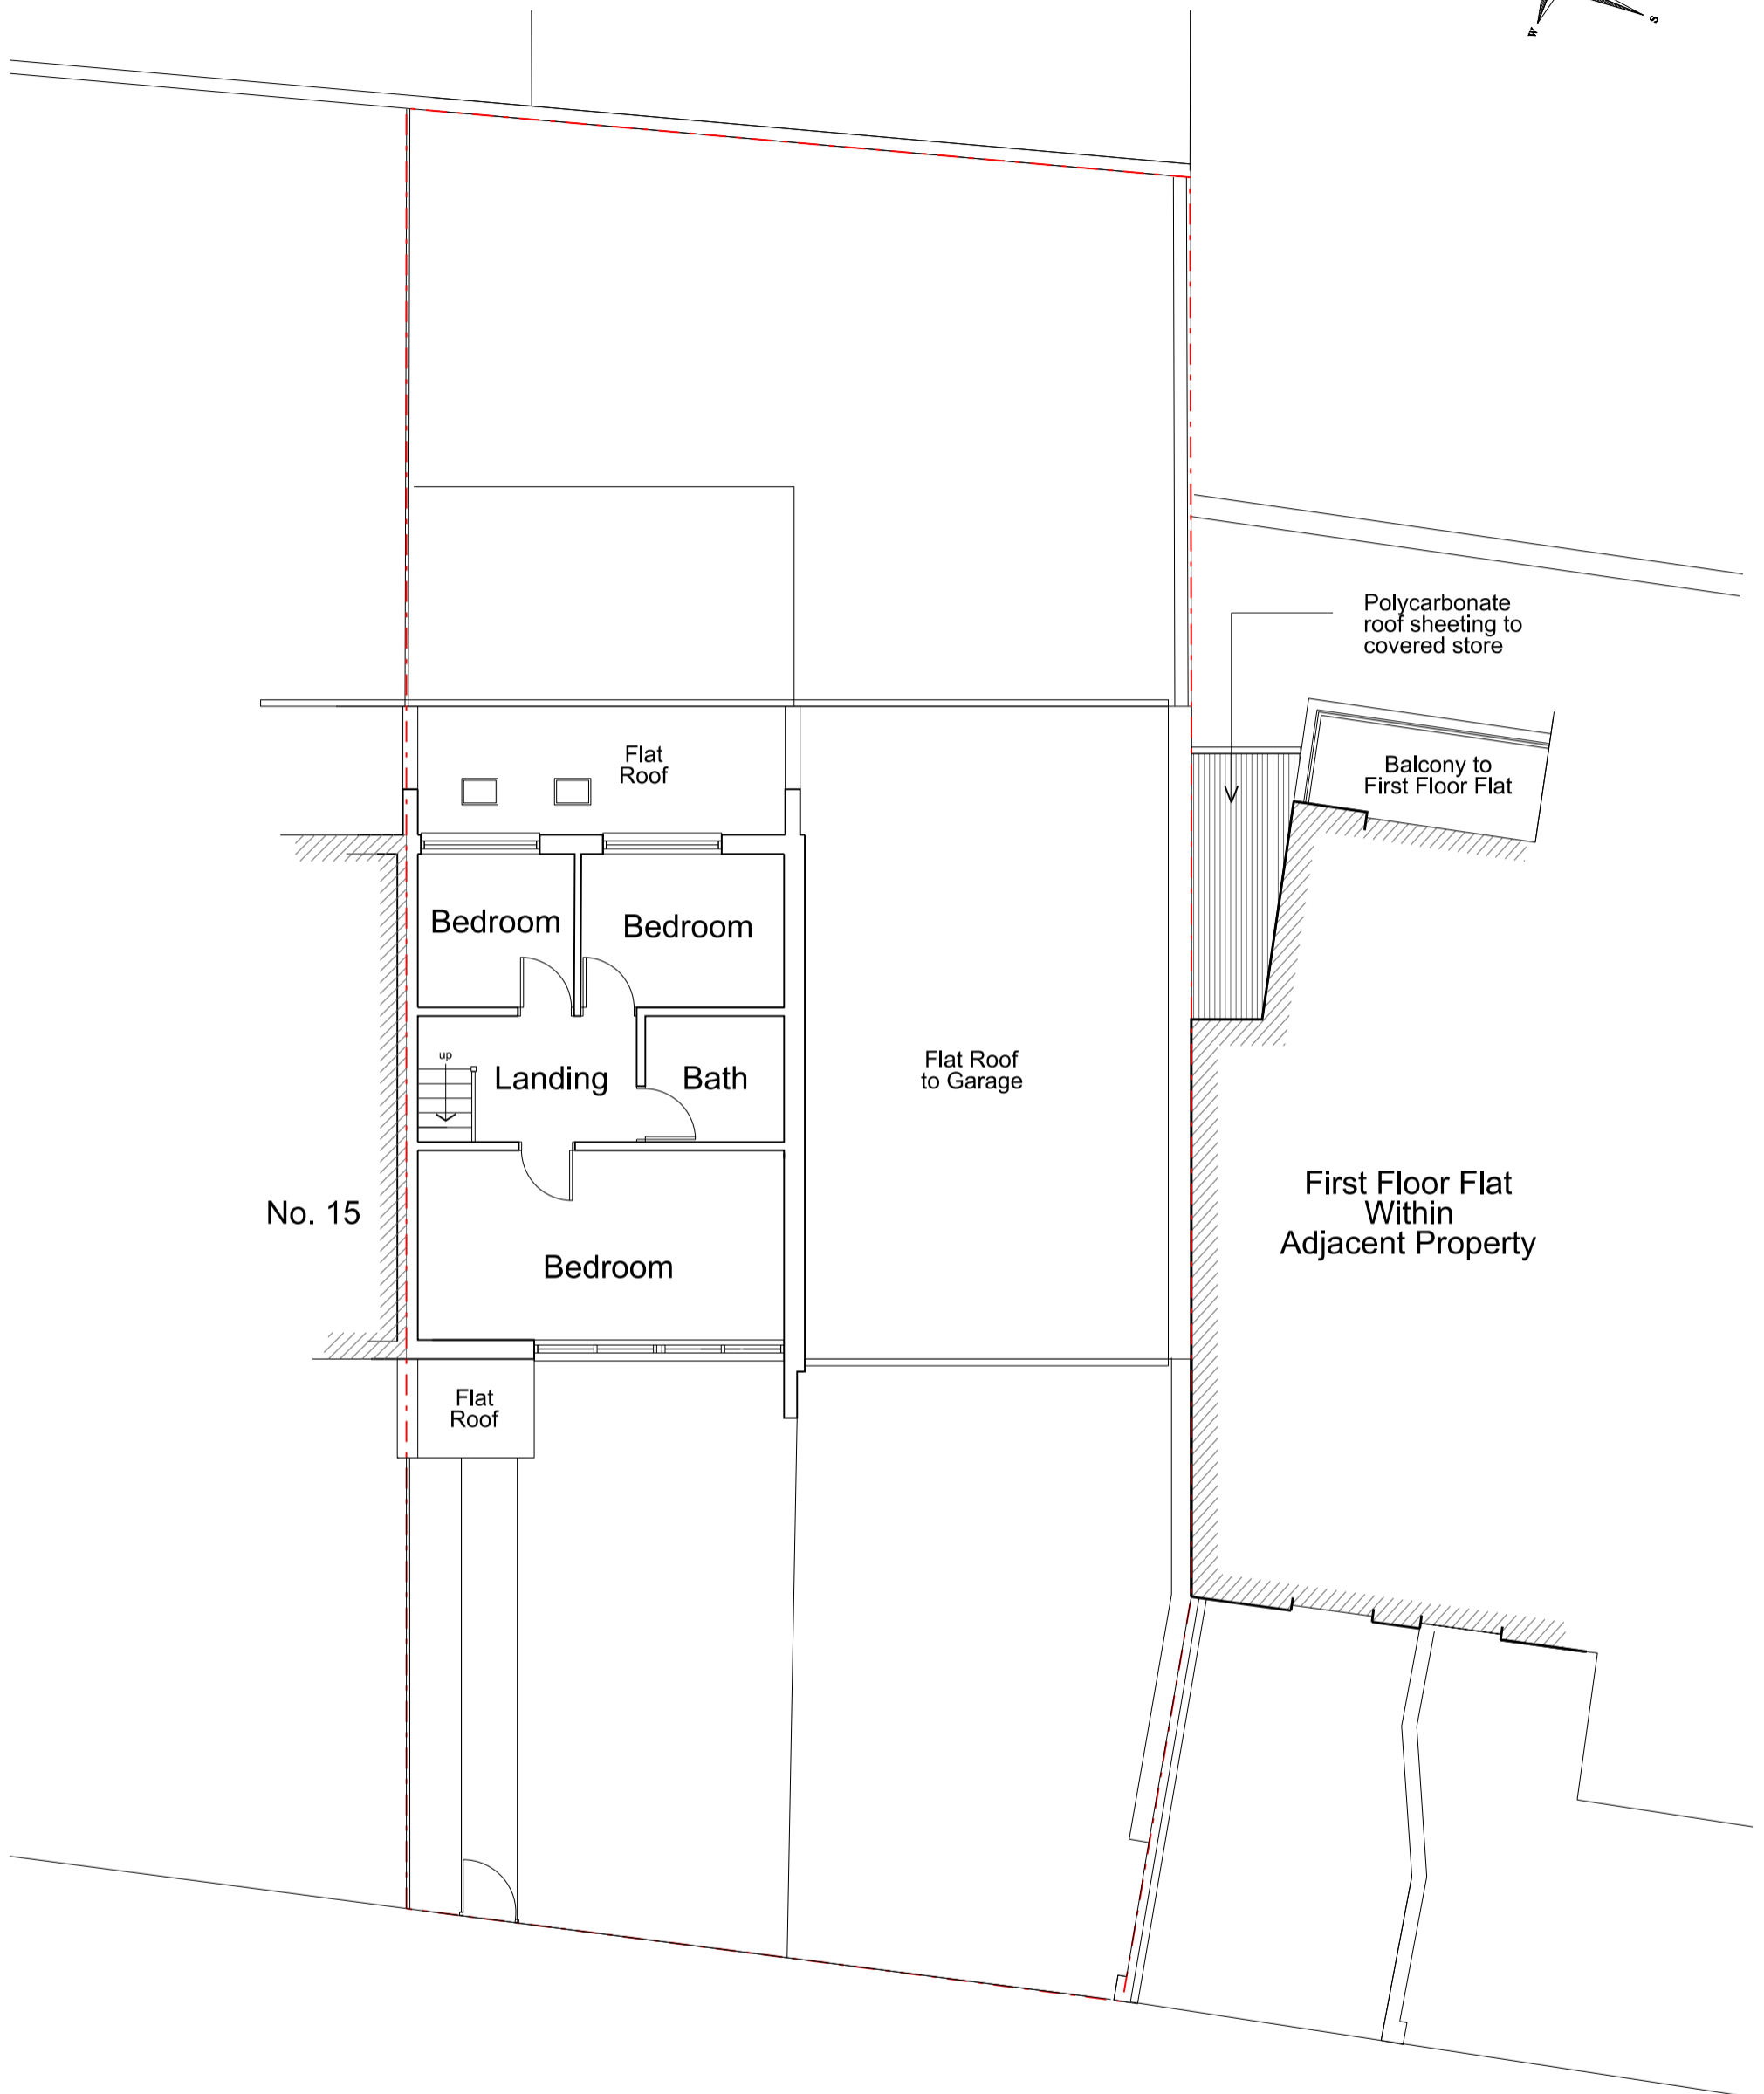 W
S
Polycarbonate
roof sheeting to
covered store
Flat
Roof
Balcony to
First Floor Flat
Bedroom
Bedroom
up
Landing
Bath
Flat Roof
to Garage
No. 15
First Floor Flat
Within
Adjacent Property
Bedroom
Flat
Roof